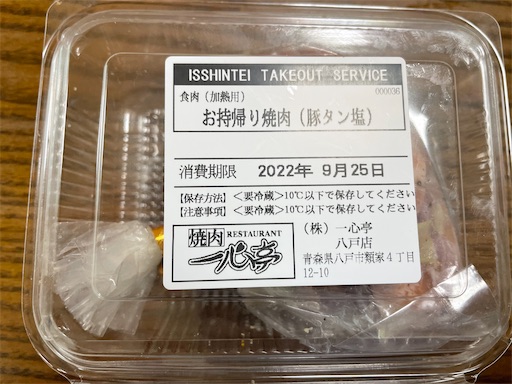 ISSHINTEI TAKEOUT SERVICE
食肉（加熱用）
000036
お持帰り焼肉（豚タン塩）
消費期限 2022年 9月25日
【保存方法】<要冷蔵>10℃以下で保存してください
【注意事項】<要冷蔵>10℃以下で保存してください
焼肉 RESTAURANT
一心亭
（株）一心亭
八戸店
青森県八戸市類家４丁目
12-10